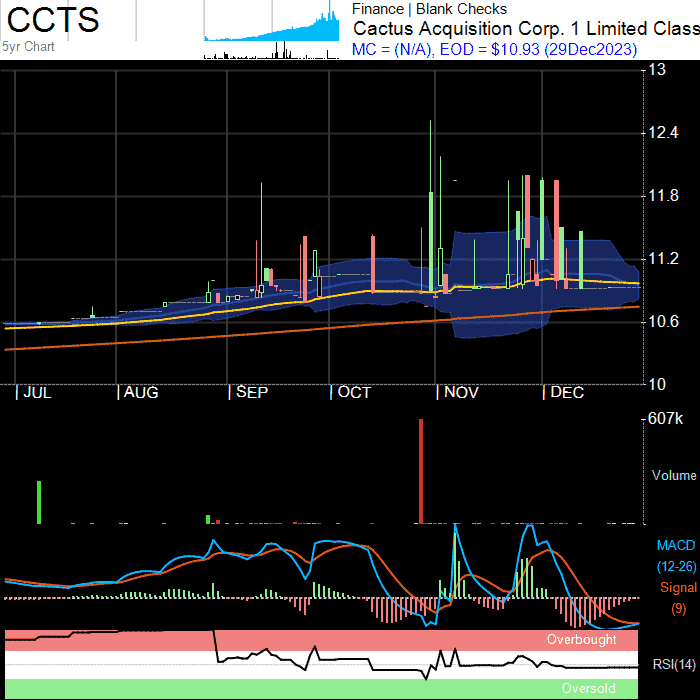 CCTS
5yr Chart
Finance | Blank Checks
Cactus Acquisition Corp. 1 Limited Class
MC = (N/A), EOD = $10.93 (29Dec2023)
13
12.4
11.8
11.2
10.6
10
JUL
AUG
SEP
OCT
NOV
DEC
607k
Volume
MACD
(12-26)
Signal
(9)
Overbought
RSI(14)
Oversold